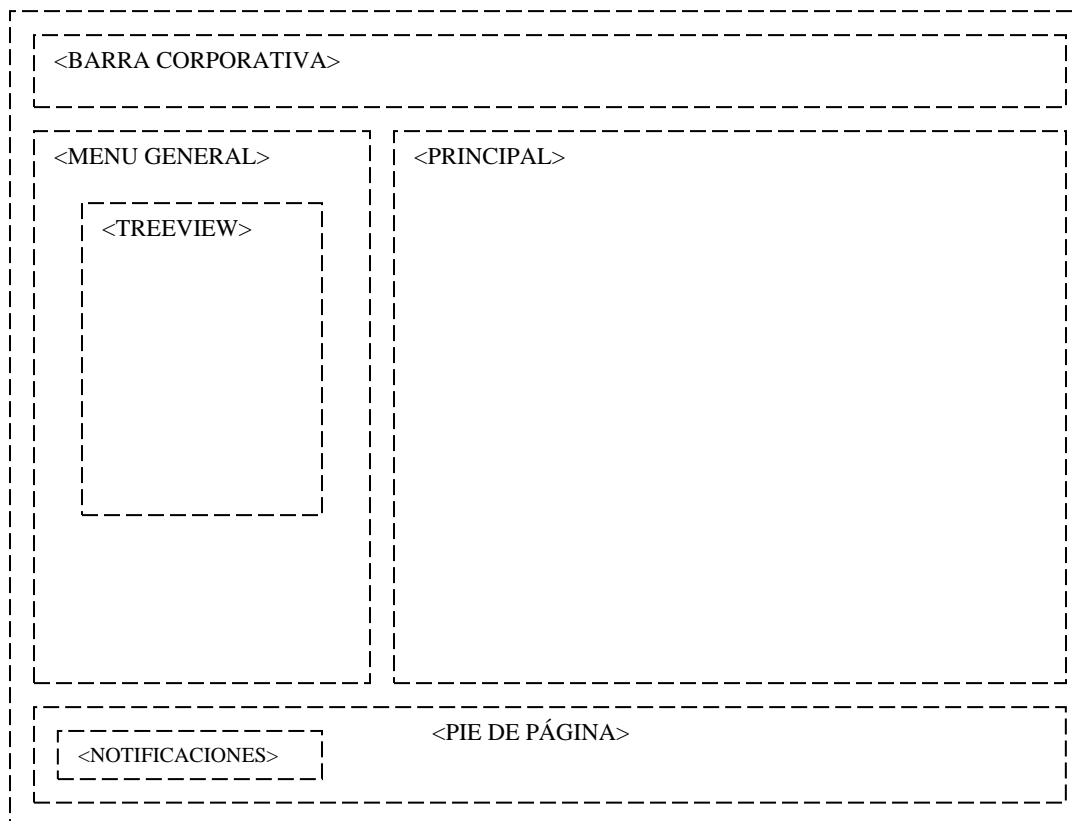 <BARRA CORPORATIVA>
<MENU GENERAL>
<TREEVIEW>
<PRINCIPAL>
<PIE DE PÁGINA>
<NOTIFICACIONES>